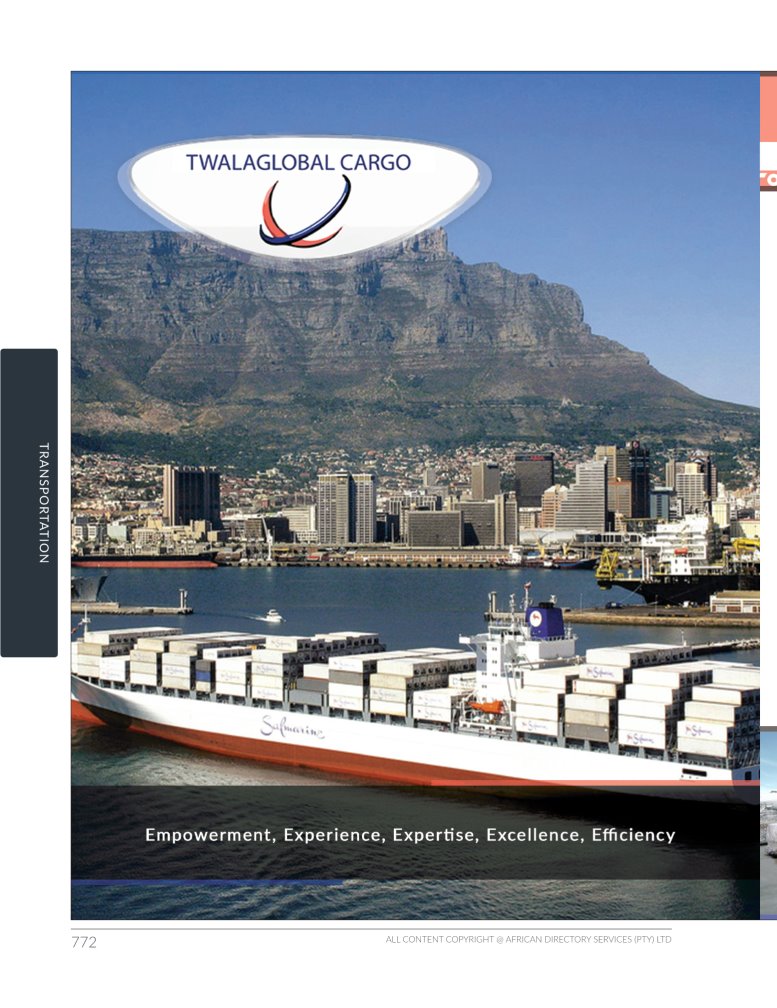 TWALAGLOBAL CARGO
TRANSPORTATION
Safmarine
Empowerment, Experience, Expertise, Excellence, Efficiency
772
ALL CONTENT COPYRIGHT @ AFRICAN DIRECTORY SERVICES (PTY) LTD